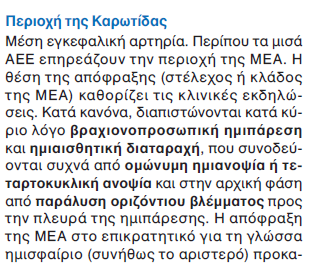 Περιοχή της Καρωτίδας
Μέση εγκεφαλική αρτηρία. Περίπου τα μισά
ΑΕΕ επηρεάζουν την περιοχή της ΜΕΑ. Η
θέση της απόφραξης (στέλεχος ή κλάδος
της ΜΕΑ) καθορίζει τις κλινικές εκδηλώ-
σεις. Κατά κανόνα, διαπιστώνονται κατά κύ-
ριο λόγο βραχιονοπροσωπική ημιπάρεση
και ημιαισθητική διαταραχή, που συνοδεύ-
ονται συχνά από ομώνυμη ημιανοψία ή τε-
ταρτοκυκλική ανοψία και στην αρχική φάση
από παράλυση οριζόντιου βλέμματος προς
την πλευρά της ημιπάρεσης. Η απόφραξη
της ΜΕΑ στο επικρατητικό για τη γλώσσα
ημισφαίριο (συνήθως το αριστερό) προκα-